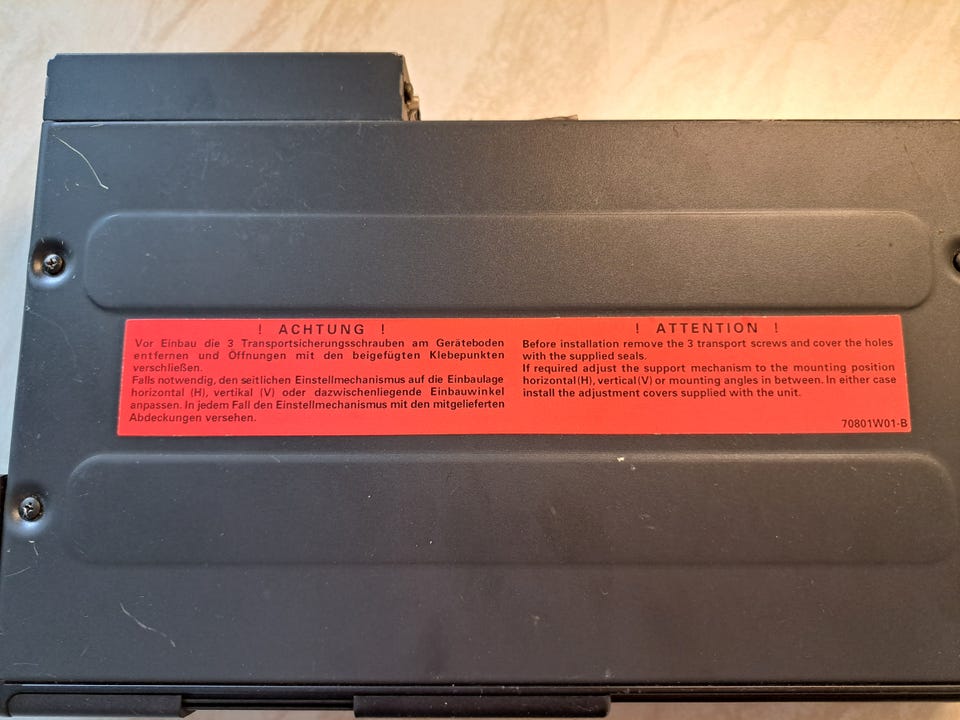 ! ACHTUNG !
Vor Einbau die 3 Transportsicherungsschrauben am Geräteboden
entfernen und Öffnungen mit den beigefügten Klebepunkten
verschließen.
Falls notwendig, den seitlichen Einstellmechanismus auf die Einbaulage
horizontal (H), vertikal (V) oder dazwischenliegende Einbauwinkel
anpassen. In jedem Fall den Einstellmechanismus mit den mitgelieferten
Abdeckungen versehen.
! ATTENTION !
Before installation remove the 3 transport screws and cover the holes
with the supplied seals.
If required adjust the support mechanism to the mounting position
horizontal(H), vertical(V) or mounting angles in between. In either case
install the adjustment covers supplied with the unit.
70801W01-B